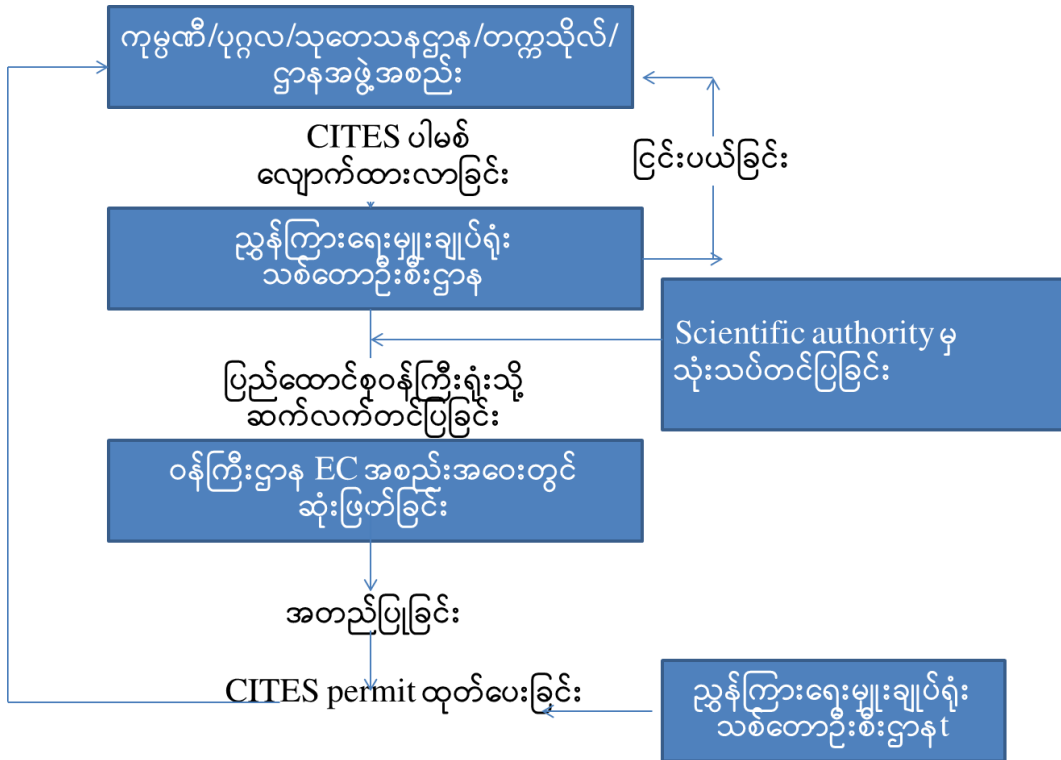 ကုမ္ပဏီ/ပုဂ္ဂလ/သုတေသနဌာန/တက္ကသိုလ်/
ဌာနအဖွဲ့အစည်း
CITES ပါမစ်
လျှောက်ထားလာခြင်း
ငြင်းပယ်ခြင်း
ညွှန်ကြားရေးမှူးချုပ်ရုံး
သစ်တောဦးစီးဌာန
Scientific authority မှ
သုံးသပ်တင်ပြခြင်း
ပြည်ထောင်စုဝန်ကြီးရုံးသို့
ဆက်လက်တင်ပြခြင်း
ဝန်ကြီးဌာန EC အစည်းအဝေးတွင်
ဆုံးဖြတ်ခြင်း
အတည်ပြုခြင်း
CITES permit ထုတ်ပေးခြင်း
ညွှန်ကြားရေးမှူးချုပ်ရုံး
သစ်တောဦးစီးဌာနt